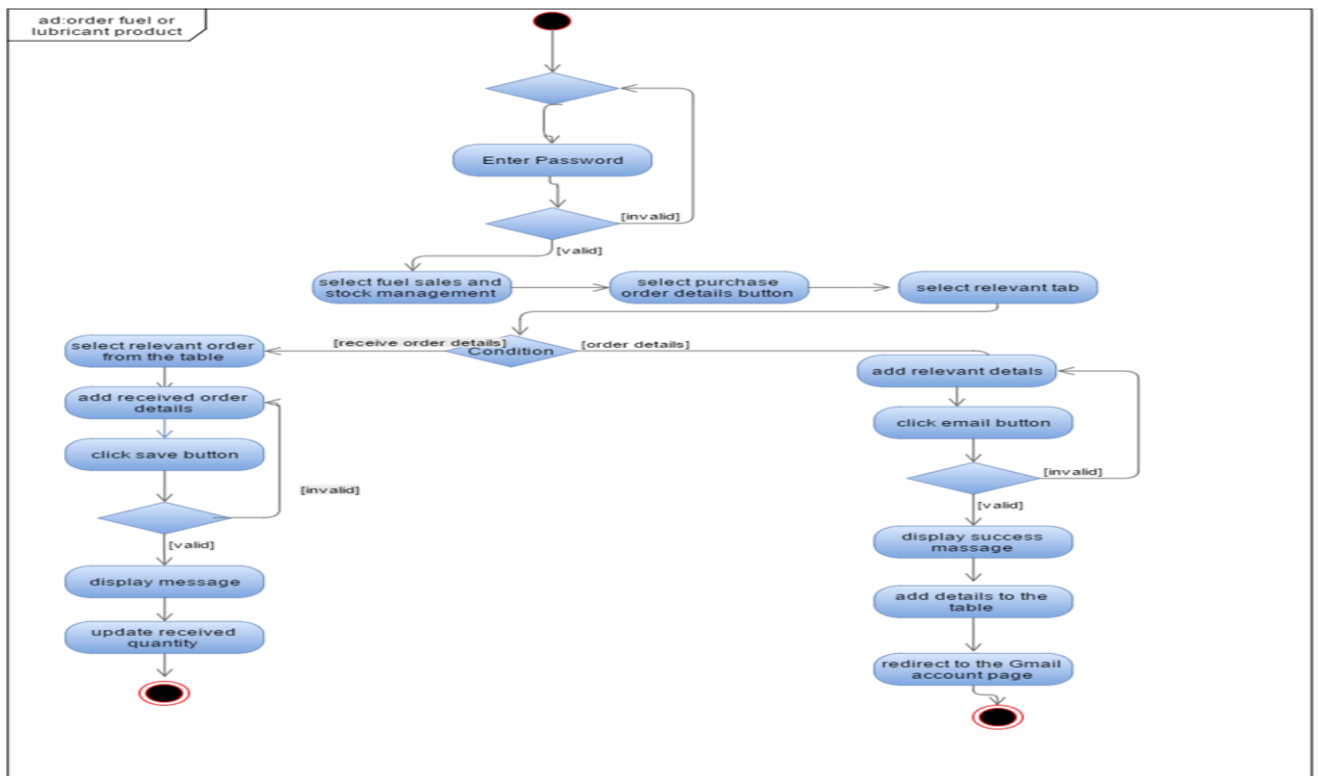 ad:order fuel or
lubricant product
Enter Password
[invalid]
[valid]
select fuel sales and
stock management
select purchase
order details button
select relevant tab
[receive order details]
Condition
[order details]
select relevant order
from the table
add received order
details
click save button
[invalid]
[valid]
display message
update received
quantity
add relevant detals
click email button
[invalid]
[valid]
display success
massage
add details to the
table
redirect to the Gmail
account page